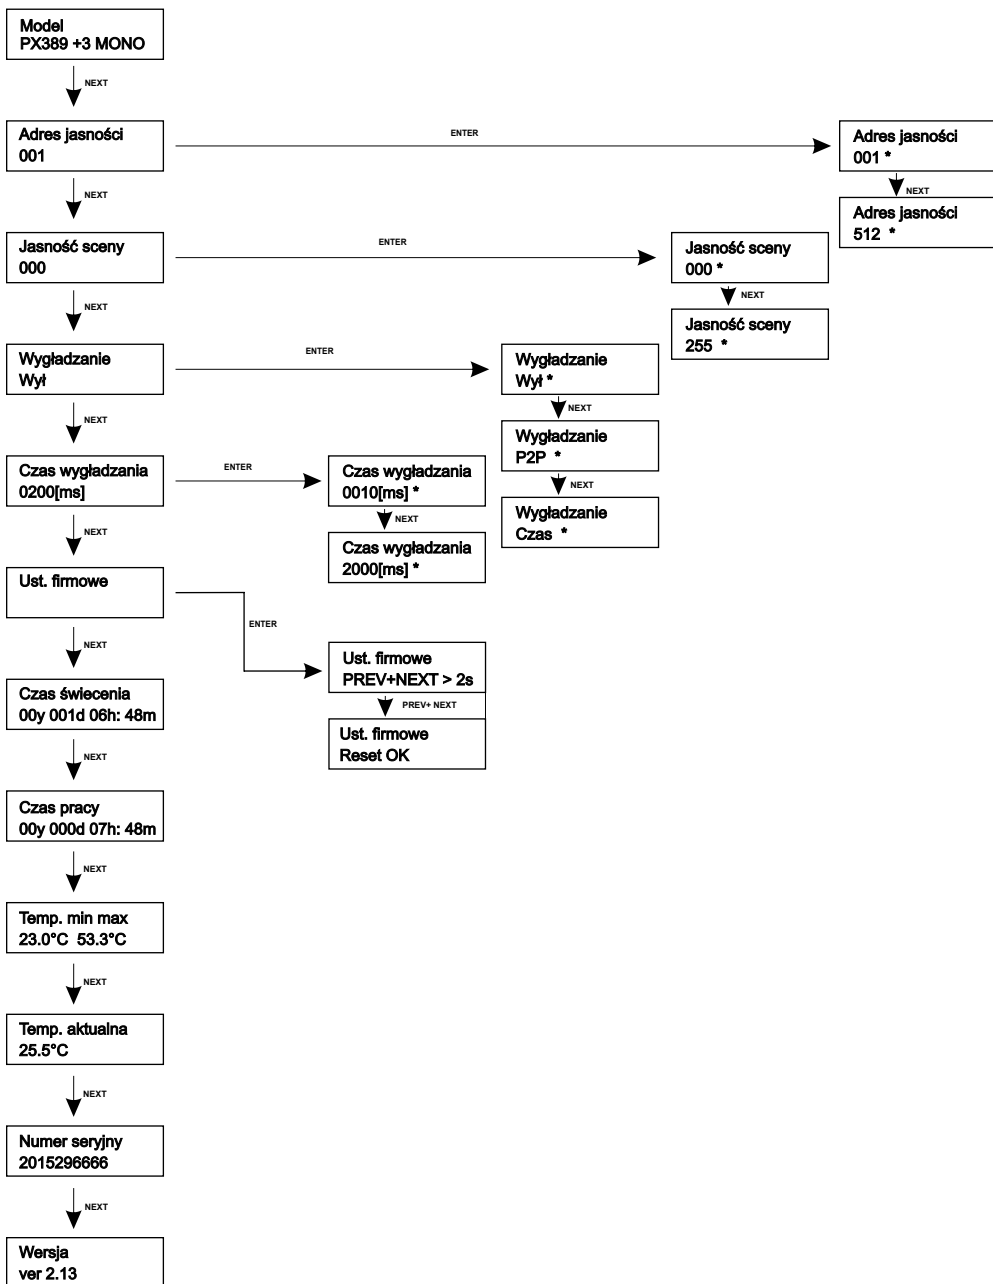 Model
PX389 +3 MONO
NEXT
Adres jasności
001
ENTER
Adres jasności
001 *
NEXT
Adres jasności
512 *
NEXT
Jasność sceny
000
ENTER
Jasność sceny
000 *
NEXT
Jasność sceny
255 *
NEXT
Wygładzanie
Wył
ENTER
Wygładzanie
Wył *
NEXT
Wygładzanie
P2P *
NEXT
Wygładzanie
Czas *
NEXT
Czas wygładzania
0200[ms]
ENTER
Czas wygładzania
0010[ms] *
NEXT
Czas wygładzania
2000[ms] *
NEXT
Ust. firmowe
ENTER
Ust. firmowe
PREV+NEXT > 2s
PREV+ NEXT
Ust. firmowe
Reset OK
NEXT
Czas świecenia
00y 001d 06h: 48m
NEXT
Czas pracy
00y 000d 07h: 48m
NEXT
Temp. min max
23.0°C 53.3°C
NEXT
Temp. aktualna
25.5°C
NEXT
Numer seryjny
2015296666
NEXT
Wersja
ver 2.13